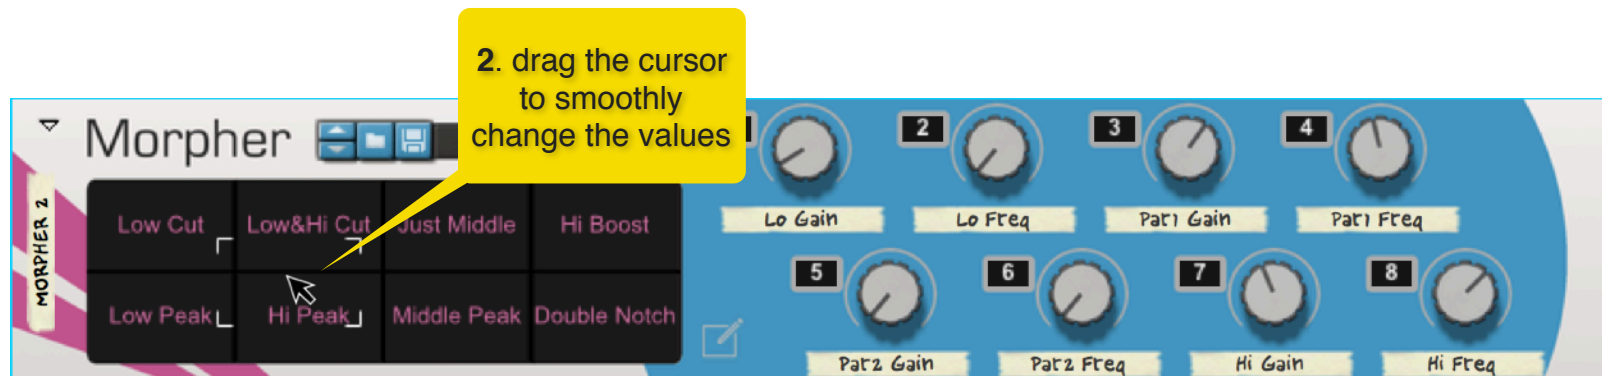 2. drag the cursor
to smoothly
change the values
Morpher
MORPHER 2
Low Cut
Low&Hi Cut
Just Middle
Hi Boost
Low Peak
Hi Peak
Middle Peak
Double Notch
1
2
3
4
Lo Gain
Lo Freq
Par1 Gain
Par1 Freq
5
6
7
8
Par2 Gain
Par2 Freq
Hi Gain
Hi Freq